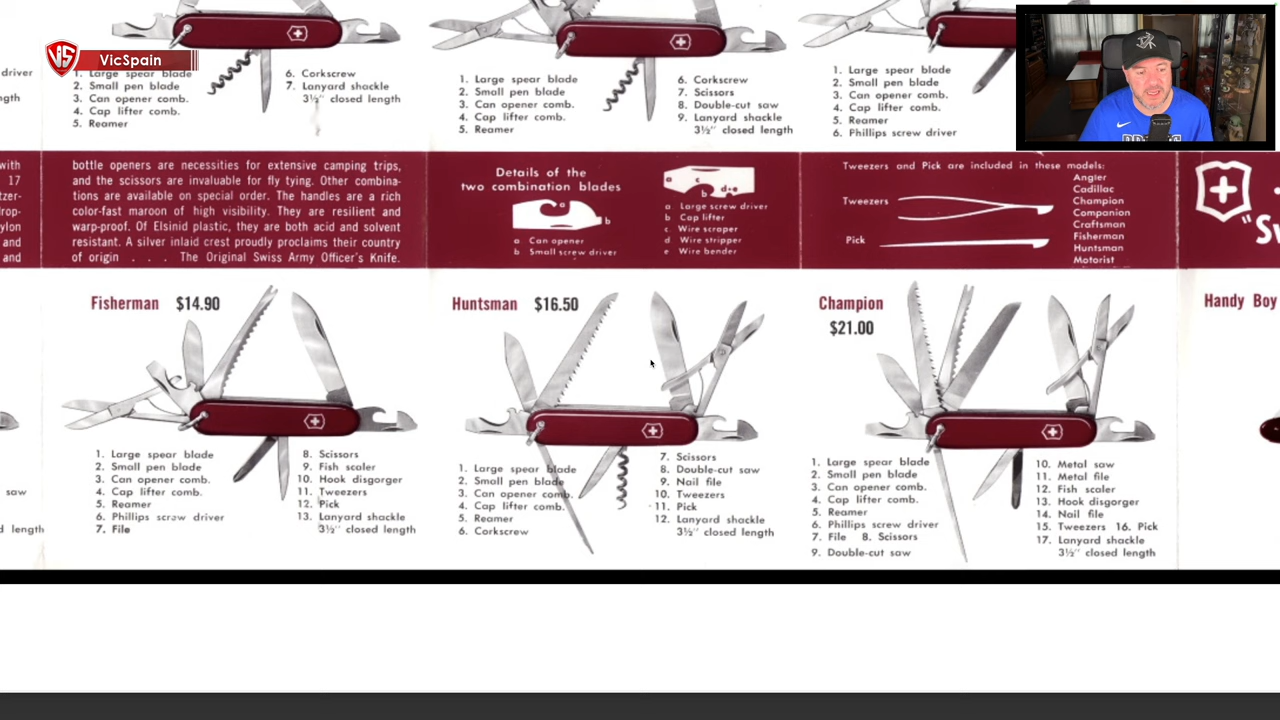 VicSpain
driver
ngth
1. Large spear blade
2. Small pen blade
3. Can opener comb.
4. Cap lifter comb.
5. Reamer
6. Corkscrew
7. Lanyard shackle
3½" closed length
1. Large spear blade
2. Small pen blade
3. Can opener comb.
4. Cap lifter comb.
5. Reamer
6. Corkscrew
7. Scissors
8. Double-cut saw
9. Lanyard shackle
3½" closed length
1. Large spear blade
2. Small pen blade
3. Can opener comb.
4. Cap lifter comb.
5. Reamer
6. Phillips screw driver
with
17
tzer-
drop-
ylon
and
and
bottle openers are necessities for extensive camping trips,
and the scissors are invaluable for fly tying. Other combina-
tions are available on special order. The handles are a rich
color-fast maroon of high visibility. They are resilient and
warp-proof. Of Elsinid plastic, they are both acid and solvent
resistant. A silver inlaid crest proudly proclaims their country
of origin . . . The Original Swiss Army Officer's Knife.
Details of the
two combination blades
a
b
a Can opener
b Small screw driver
a
c
b
d+e
a Large screw driver
b Cap lifter
c. Wire scraper
d Wire stripper
e Wire bender
Tweezers and Pick are included in these models:
Tweezers
Pick
Angler
Cadillac
Champion
Companion
Craftsman
Fisherman
Huntsman
Motorist
"Sw
Fisherman $14.90
1. Large spear blade
2. Small pen blade
3. Can opener comb.
4. Cap lifter comb.
5. Reamer
6. Phillips screw driver
7. File
8. Scissors
9. Fish scaler
10. Hook disgorger
11. Tweezers
12. Pick
13. Lanyard shackle
3½" closed length
saw
d length
Huntsman $16.50
1. Large spear blade
2. Small pen blade
3. Can opener comb.
4. Cap lifter comb.
5. Reamer
6. Corkscrew
7. Scissors
8. Double-cut saw
9. Nail file
10. Tweezers
11. Pick
12. Lanyard shackle
3½" closed length
Champion
$21.00
1. Large spear blade
2. Small pen blade
3. Can opener comb.
4. Cap lifter comb.
5. Reamer
6. Phillips screw driver
7. File 8. Scissors
9. Double-cut saw
10. Metal saw
11. Metal file
12. Fish scaler
13. Hook disgorger
14. Nail file
15. Tweezers 16. Pick
17. Lanyard shackle
3½" closed length
Handy Boy